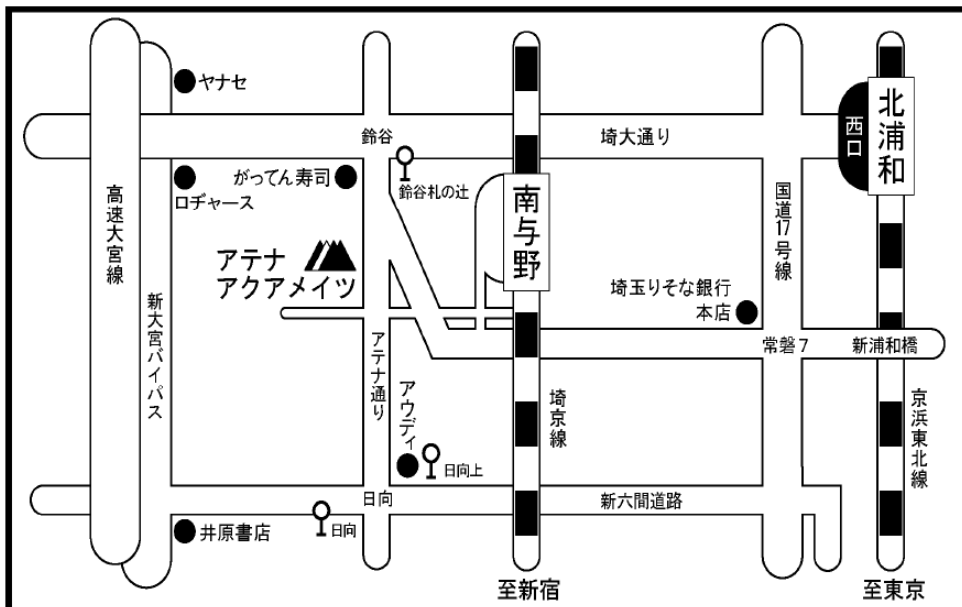 ヤナセ
北浦和
西口
鈴谷
埼大通り
がってん寿司
鈴谷札の辻
ロヂャース
南与野
国道17号線
高速大宮線
アテナ
アクアメイツ
埼玉りそな銀行
本店
新大宮バイパス
アテナ通り
常磐7
新浦和橋
アウディ
埼京線
京浜東北線
日向上
日向
新六間道路
井原書店
日向
至新宿
至東京